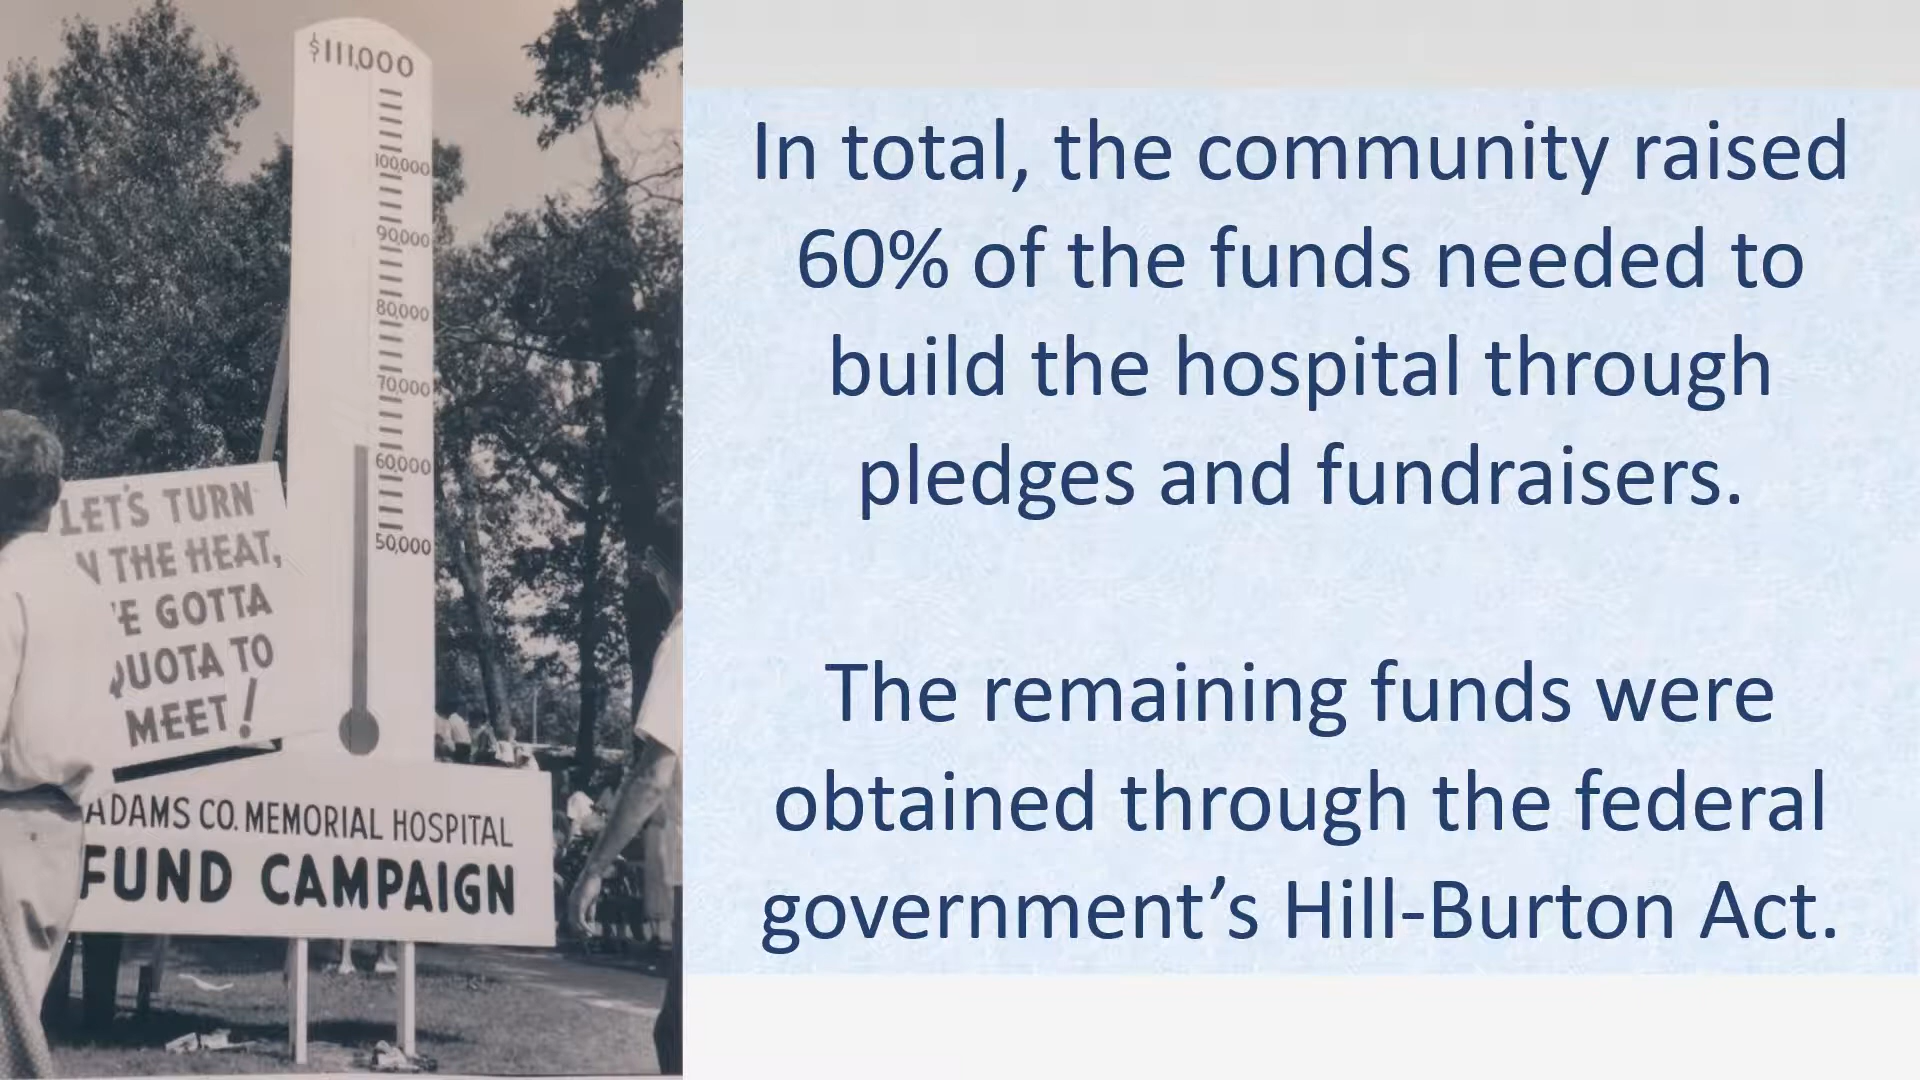 $111,000
100,000
90,000
80,000
70,000
60,000
50,000
LET'S TURN
THE HEAT,
GOTTA
QUOTA TO
MEET!
ADAMS CO. MEMORIAL HOSPITAL
FUND CAMPAIGN
In total, the community raised
60% of the funds needed to
build the hospital through
pledges and fundraisers.
The remaining funds were
obtained through the federal
government’s Hill-Burton Act.